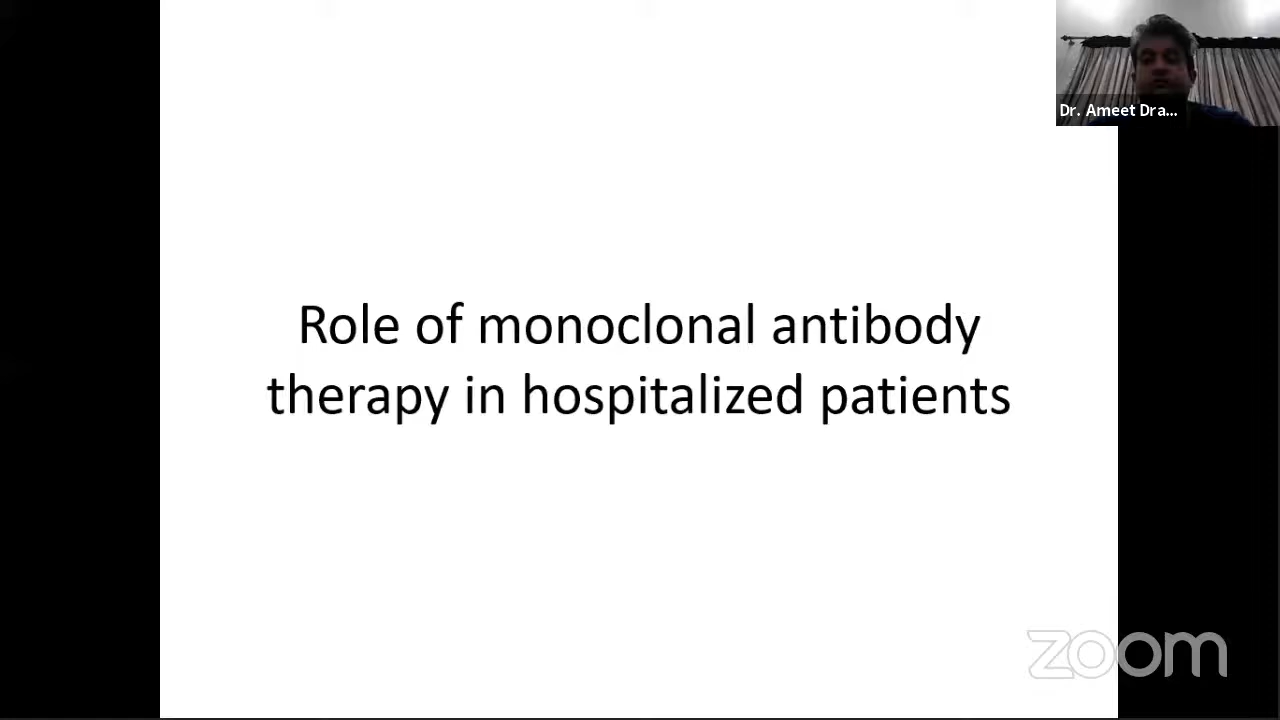 Dr. Ameet Dra...
Role of monoclonal antibody
therapy in hospitalized patients
zoom